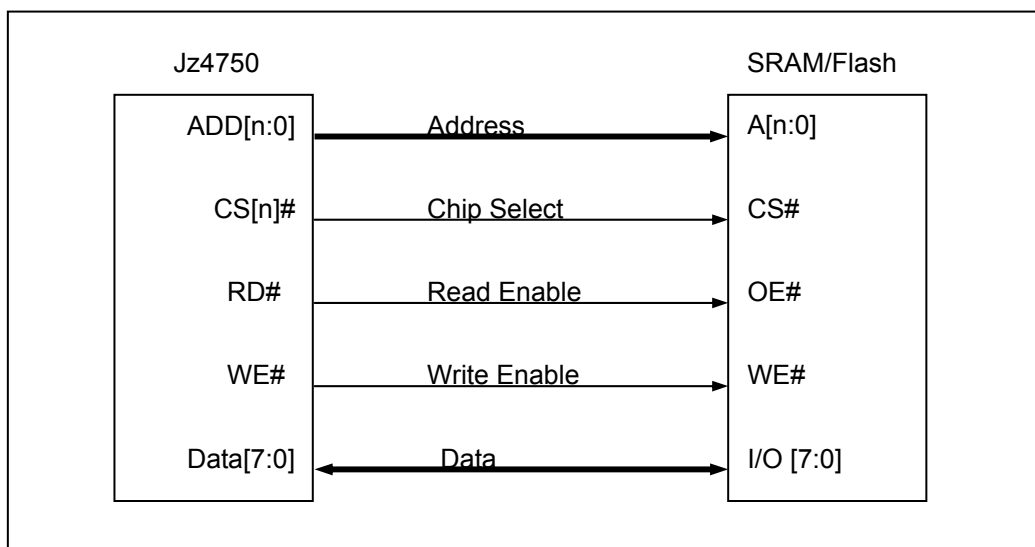 Jz4750 SRAM/Flash
ADD[n:0] Address A[n:0]
CS[n]# Chip Select CS#
RD# Read Enable OE#
WE# Write Enable WE#
Data[7:0] Data I/O [7:0]